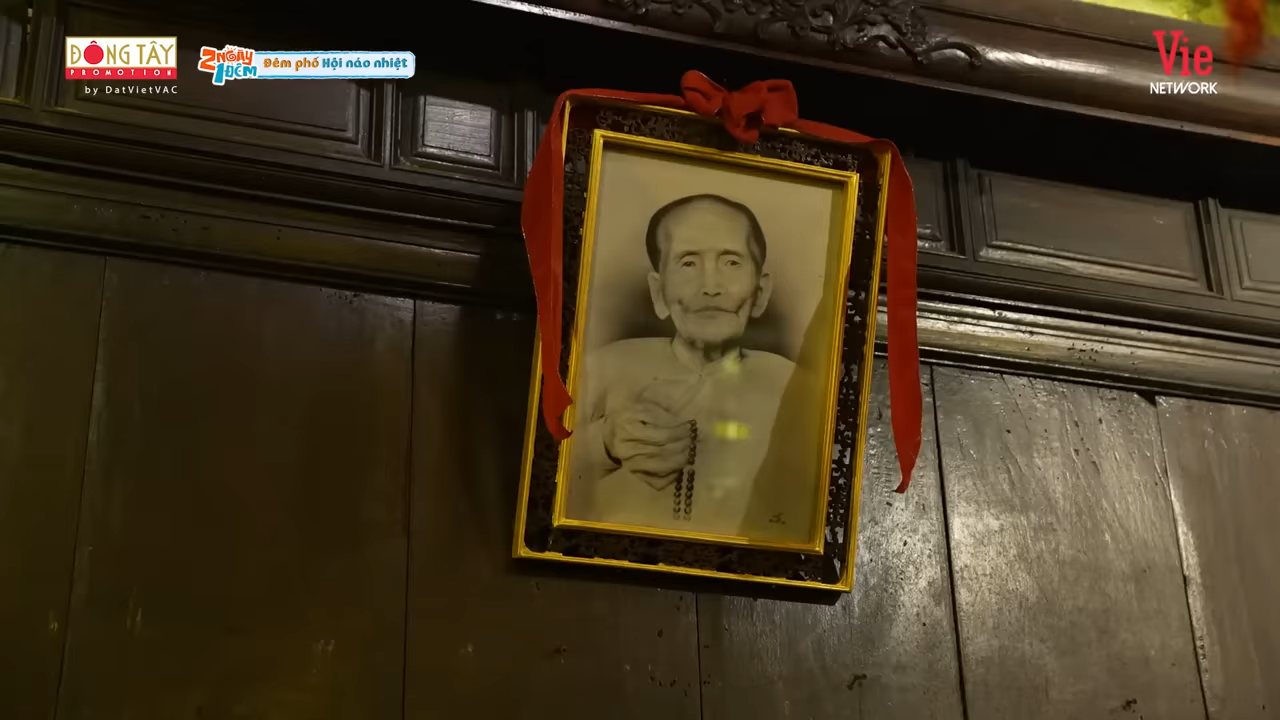 ĐÔNG TÂY
PROMOTION
by DatVietVAC
2 NGÀY 1 ĐÊM
Đêm phố Hội náo nhiệt
Vie
NETWORK